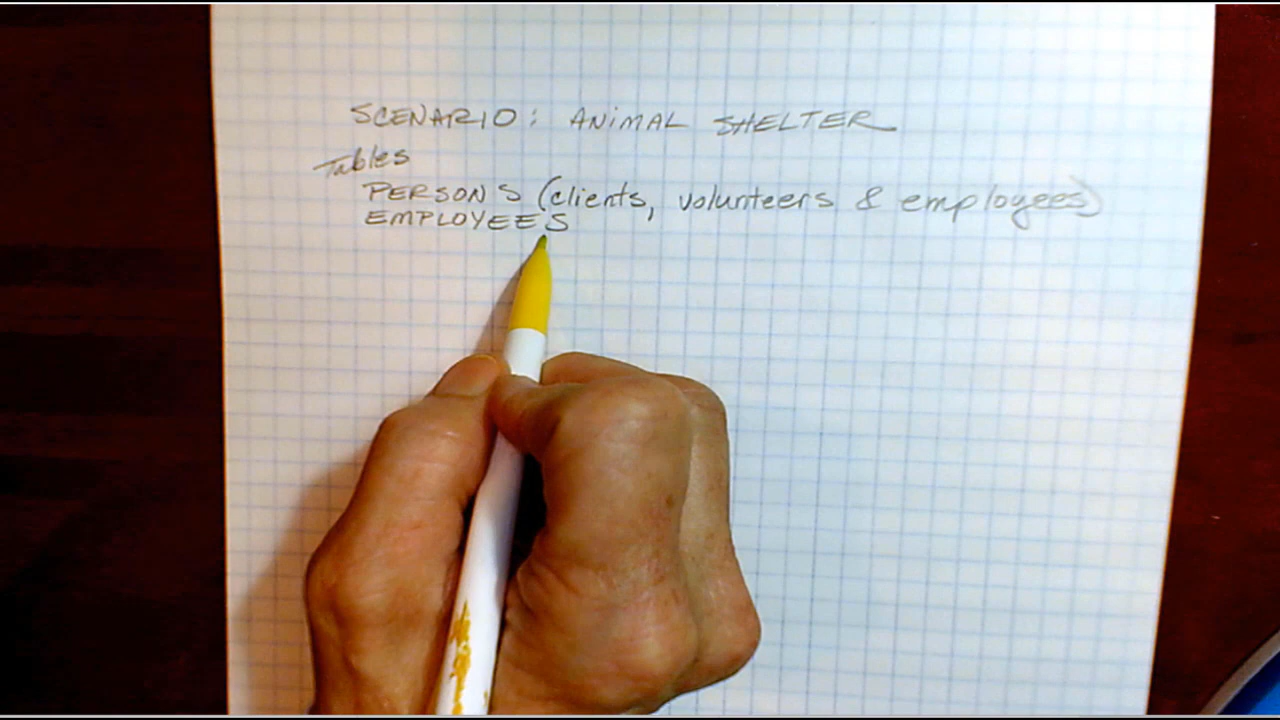 SCENARIO: ANIMAL SHELTER
Tables
PERSONS (clients, volunteers & employees)
EMPLOYEES